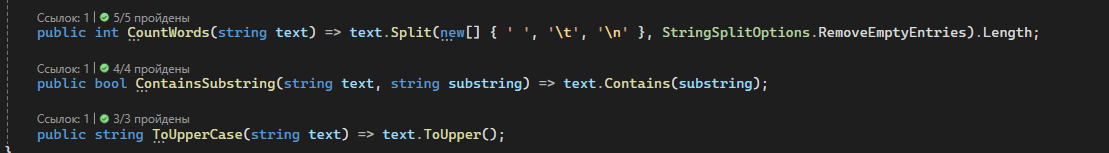 Ссылок: 1 | 5/5 пройдены
public int CountWords(string text) => text.Split(new[] { ' ', '\t', '\n' }, StringSplitOptions.RemoveEmptyEntries).Length;
Ссылок: 1 | 4/4 пройдены
public bool ContainsSubstring(string text, string substring) => text.Contains(substring);
Ссылок: 1 | 3/3 пройдены
public string ToUpperCase(string text) => text.ToUpper();
}